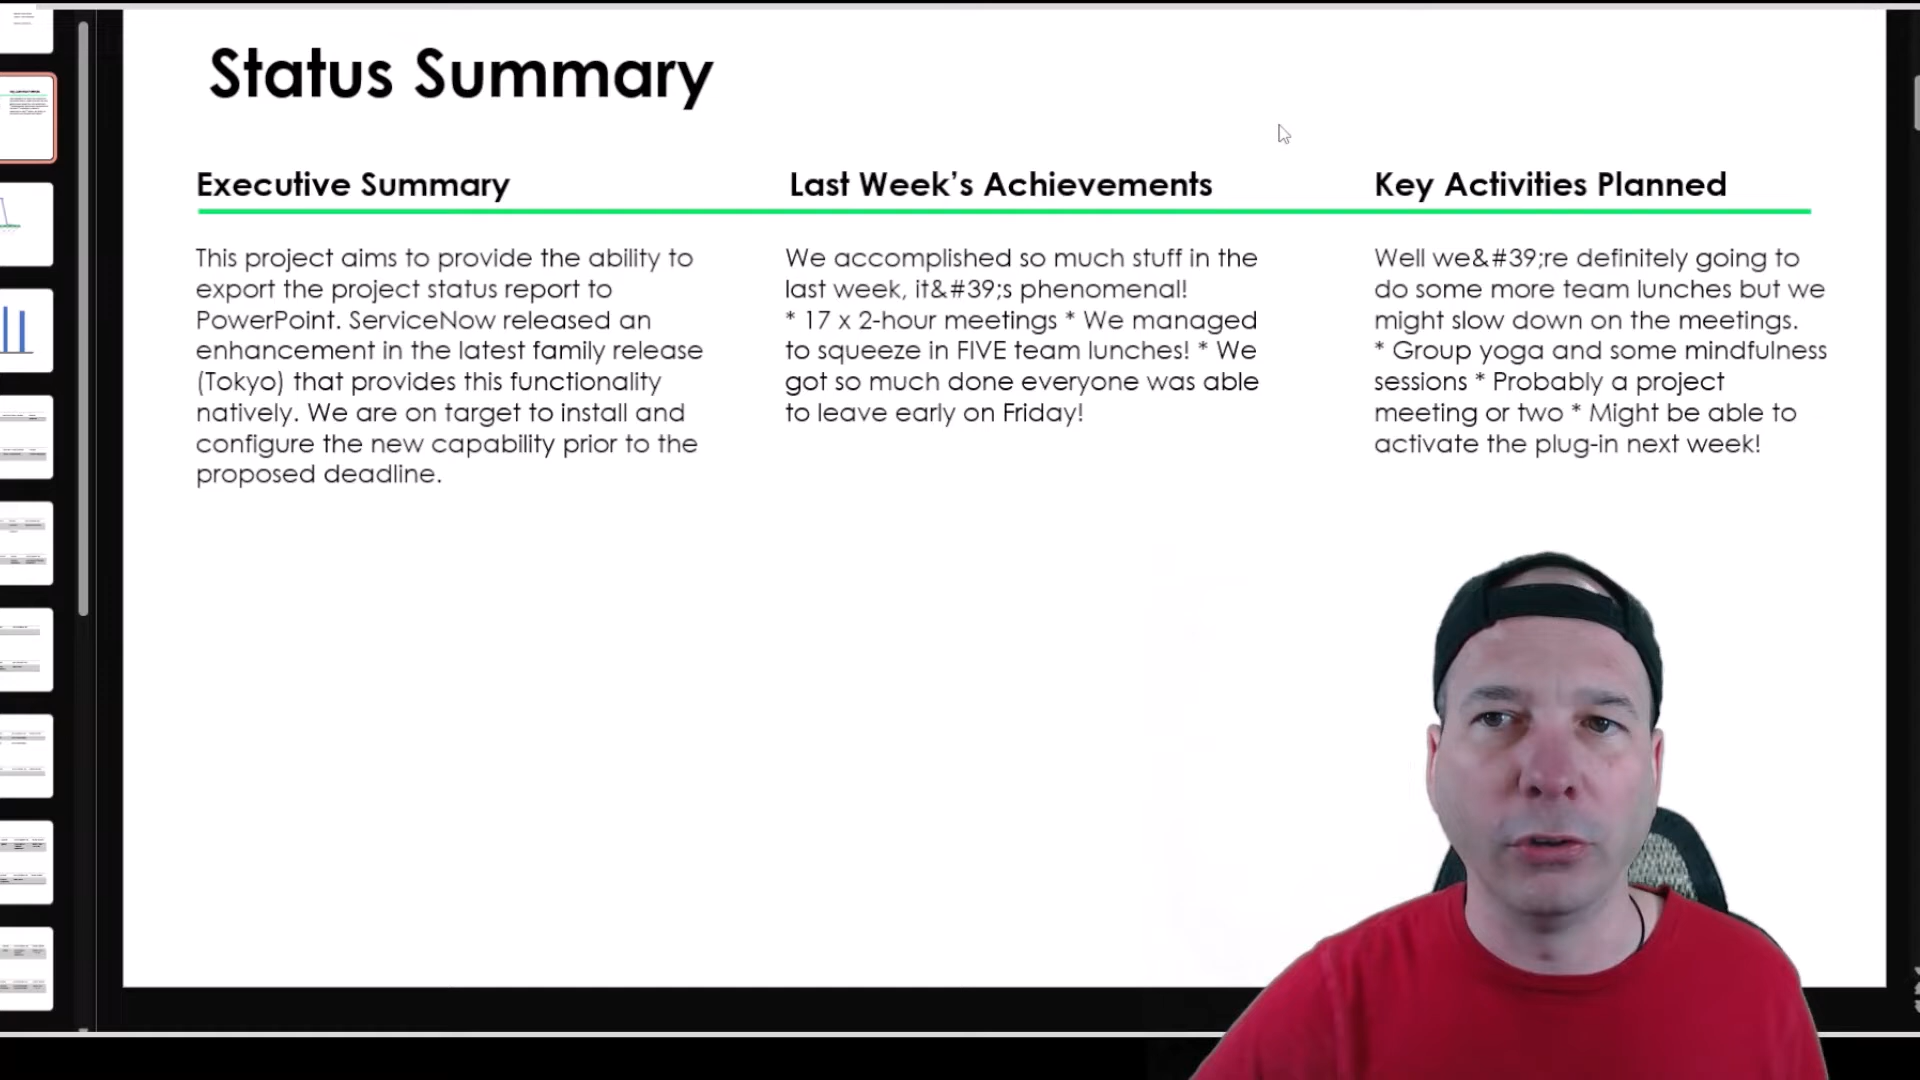 Status Summary
Executive Summary
This project aims to provide the ability to
export the project status report to
PowerPoint. ServiceNow released an
enhancement in the latest family release
(Tokyo) that provides this functionality
natively. We are on target to install and
configure the new capability prior to the
proposed deadline.
Last Week’s Achievements
We accomplished so much stuff in the
last week, it&#39;s phenomenal!
* 17 x 2-hour meetings * We managed
to squeeze in FIVE team lunches! * We
got so much done everyone was able
to leave early on Friday!
Key Activities Planned
Well we&#39;re definitely going to
do some more team lunches but we
might slow down on the meetings.
* Group yoga and some mindfulness
sessions * Probably a project
meeting or two * Might be able to
activate the plug-in next week!